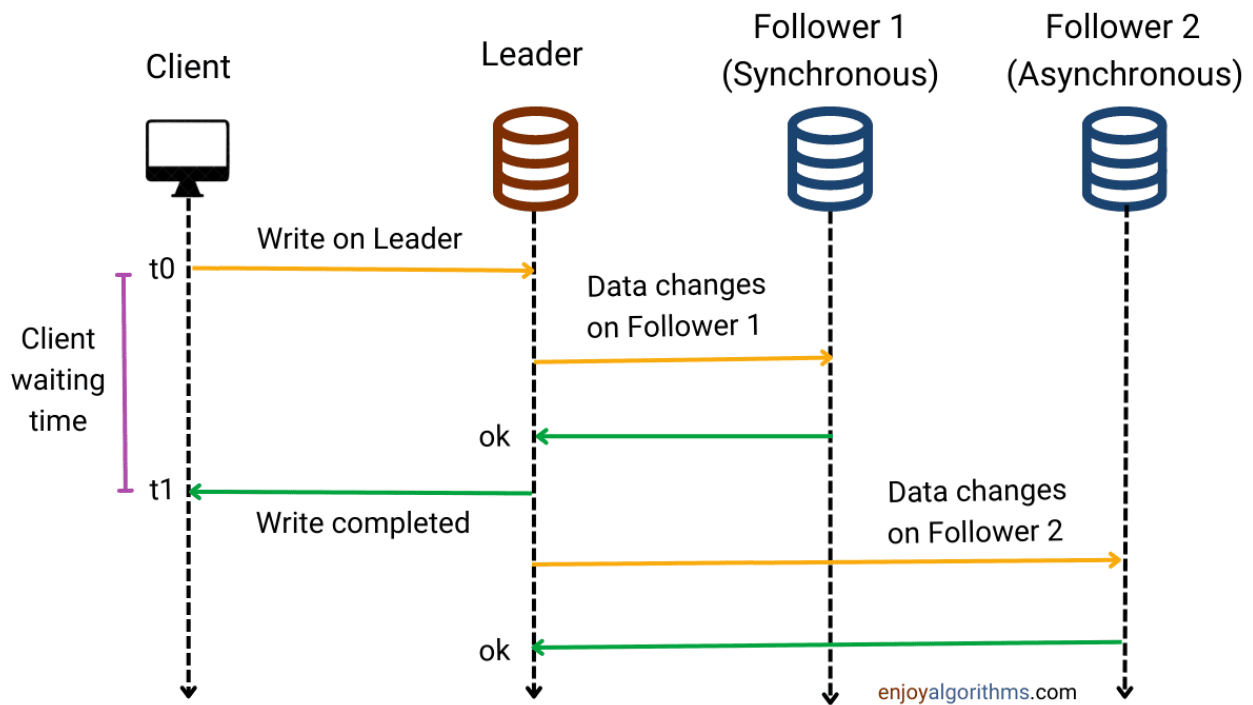 Client
Leader
Follower 1
(Synchronous)
Follower 2
(Asynchronous)
Write on Leader
t0
Data changes
on Follower 1
Client
waiting
time
ok
t1
Write completed
Data changes
on Follower 2
ok
enjoyalgorithms.com